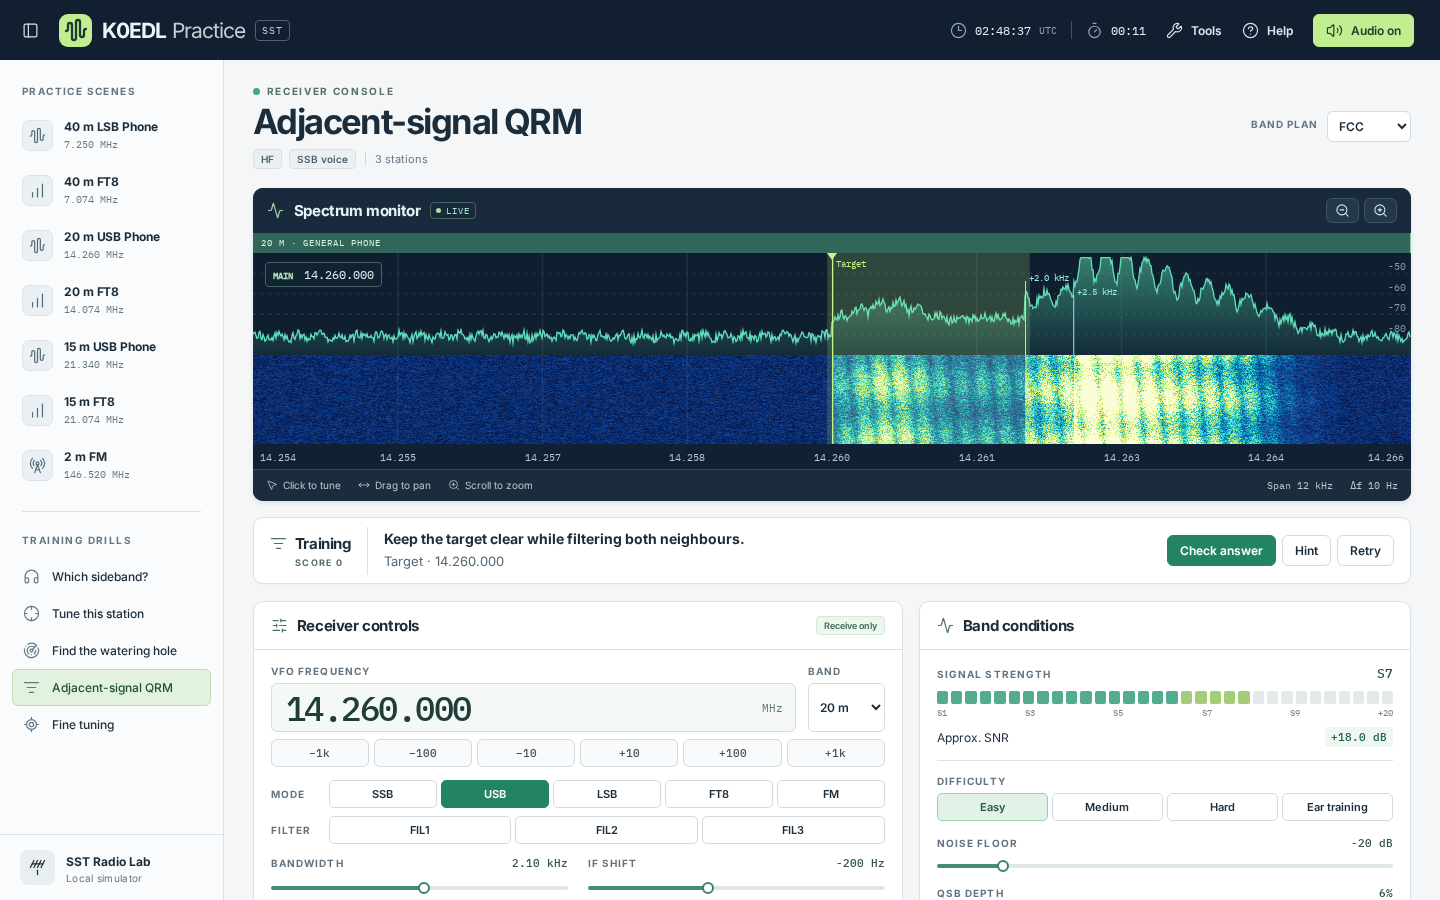 K0EDL Practice SST
02:48:37 UTC
00:11
Tools
Help
Audio on
PRACTICE SCENES
40 m LSB Phone
7.250 MHz
40 m FT8
7.074 MHz
20 m USB Phone
14.260 MHz
20 m FT8
14.074 MHz
15 m USB Phone
21.340 MHz
15 m FT8
21.074 MHz
2 m FM
146.520 MHz
TRAINING DRILLS
Which sideband?
Tune this station
Find the watering hole
Adjacent-signal QRM
Fine tuning
SST Radio Lab
Local simulator
RECEIVER CONSOLE
Adjacent-signal QRM
HF SSB voice 3 stations
BAND PLAN FCC
Spectrum monitor LIVE
20 M · GENERAL PHONE
MAIN 14.260.000
Target
+2.0 kHz
+2.5 kHz
-50
-60
-70
-80
14.254 14.255 14.257 14.258 14.260 14.261 14.263 14.264 14.266
Click to tune Drag to pan Scroll to zoom Span 12 kHz Δf 10 Hz
Training
SCORE 0
Keep the target clear while filtering both neighbours.
Target · 14.260.000
Check answer Hint Retry
Receiver controls Receive only
VFO FREQUENCY BAND
14.260.000 MHz 20 m
−1k −100 −10 +10 +100 +1k
MODE SSB USB LSB FT8 FM
FILTER FIL1 FIL2 FIL3
BANDWIDTH 2.10 kHz IF SHIFT -200 Hz
Band conditions
SIGNAL STRENGTH S7
S1 S3 S5 S7 S9 +20
Approx. SNR +18.0 dB
DIFFICULTY
Easy Medium Hard Ear training
NOISE FLOOR -20 dB
QSB DEPTH 6%